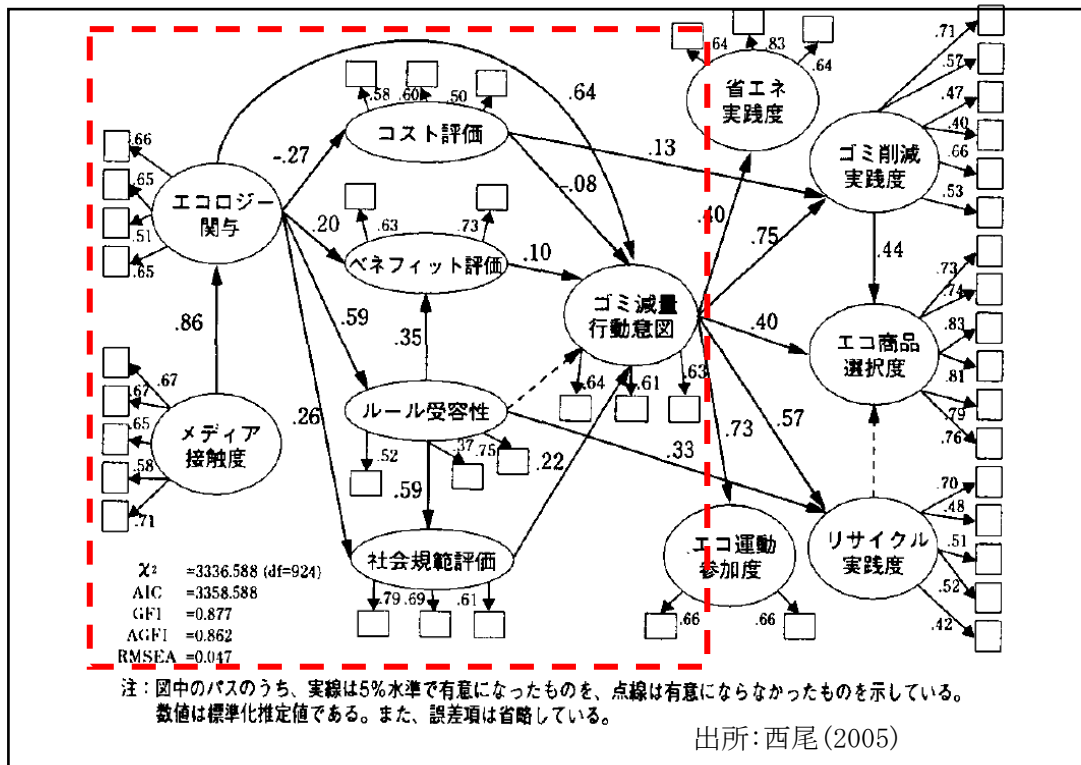 .64
.83
.64
.71
.57
.47
.40
.66
.53
省エネ
実践度
ゴミ削減
実践度
.58
.60
.50
コスト評価
.64
.13
-.08
.66
.65
.51
.65
エコロジー
関与
-.27
.20
.63
.73
ベネフィット評価
.10
.40
.75
.44
ゴミ減量
行動意図
.40
.73
.74
.83
.81
.79
.76
エコ商品
選択度
.86
.59
.35
.26
.64
.61
.63
ルール受容性
.67
.67
.65
.58
.71
メディア
接触度
.52
.37
.75
.59
.22
.33
.73
.57
社会規範評価
.79
.69
.61
エコ運動
参加度
.66
.66
リサイクル
実践度
.70
.48
.51
.52
.42
χ² =3336.588 (df=924)
AIC =3358.588
GFI =0.877
AGFI =0.862
RMSEA =0.047
注：図中のパスのうち、実線は5%水準で有意になったものを、点線は有意にならなかったものを示している。
数値は標準化推定値である。また、誤差項は省略している。
出所：西尾(2005)